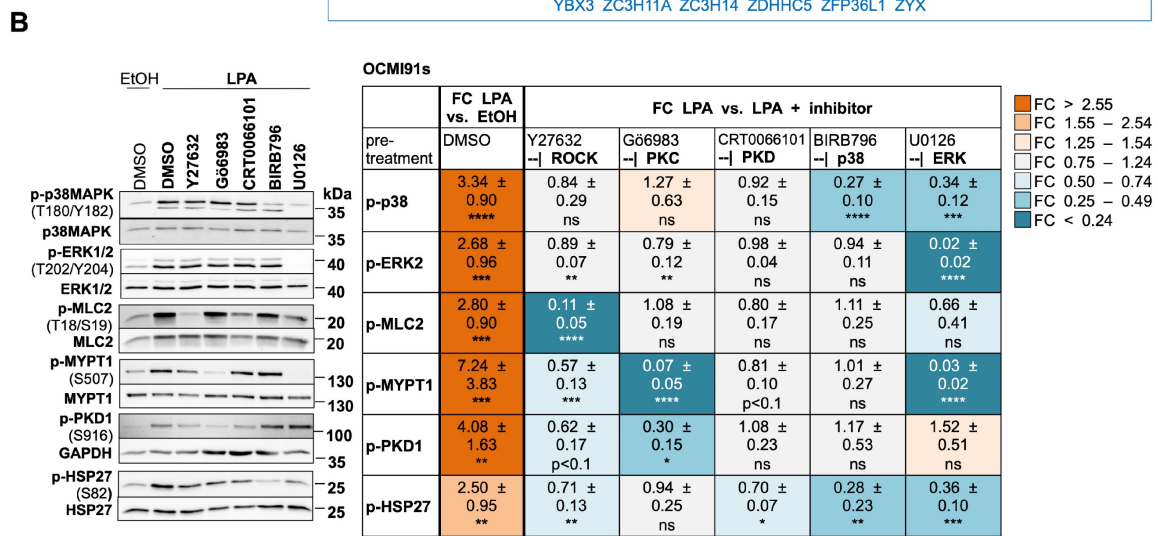 YBX3 ZC3H11A ZC3H14 ZDHHC5 ZFP36L1 ZYX
B
EtOH LPA
DMSO
DMSO
Y27632
Gö6983
CRT0066101
BIRB796
U0126
kDa
p-p38MAPK
(T180/Y182)
35
p38MAPK
35
p-ERK1/2
(T202/Y204)
40
ERK1/2
40
p-MLC2
(T18/S19)
20
MLC2
20
p-MYPT1
(S507)
130
MYPT1
130
p-PKD1
(S916)
100
GAPDH
35
p-HSP27
(S82)
25
HSP27
25
OCMI91s
FC LPA
vs. EtOH
FC LPA vs. LPA + inhibitor
pre-
treatment
DMSO
Y27632
--| ROCK
Gö6983
--| PKC
CRT0066101
--| PKD
BIRB796
--| p38
U0126
--| ERK
p-p38
3.34 ±
0.90
****
0.84 ±
0.29
ns
1.27 ±
0.63
ns
0.92 ±
0.15
ns
0.27 ±
0.10
****
0.34 ±
0.12
***
p-ERK2
2.68 ±
0.96
***
0.89 ±
0.07
**
0.79 ±
0.12
**
0.98 ±
0.04
ns
0.94 ±
0.11
ns
0.02 ±
0.02
****
p-MLC2
2.80 ±
0.90
***
0.11 ±
0.05
****
1.08 ±
0.19
ns
0.80 ±
0.17
ns
1.11 ±
0.25
ns
0.66 ±
0.41
ns
p-MYPT1
7.24 ±
3.83
***
0.57 ±
0.13
***
0.07 ±
0.05
****
0.81 ±
0.10
p<0.1
1.01 ±
0.27
ns
0.03 ±
0.02
****
p-PKD1
4.08 ±
1.63
**
0.62 ±
0.17
p<0.1
0.30 ±
0.15
*
1.08 ±
0.23
ns
1.17 ±
0.53
ns
1.52 ±
0.51
ns
p-HSP27
2.50 ±
0.95
**
0.71 ±
0.13
**
0.94 ±
0.25
ns
0.70 ±
0.07
*
0.28 ±
0.23
**
0.36 ±
0.10
***
FC > 2.55
FC 1.55 – 2.54
FC 1.25 – 1.54
FC 0.75 – 1.24
FC 0.50 – 0.74
FC 0.25 – 0.49
FC < 0.24